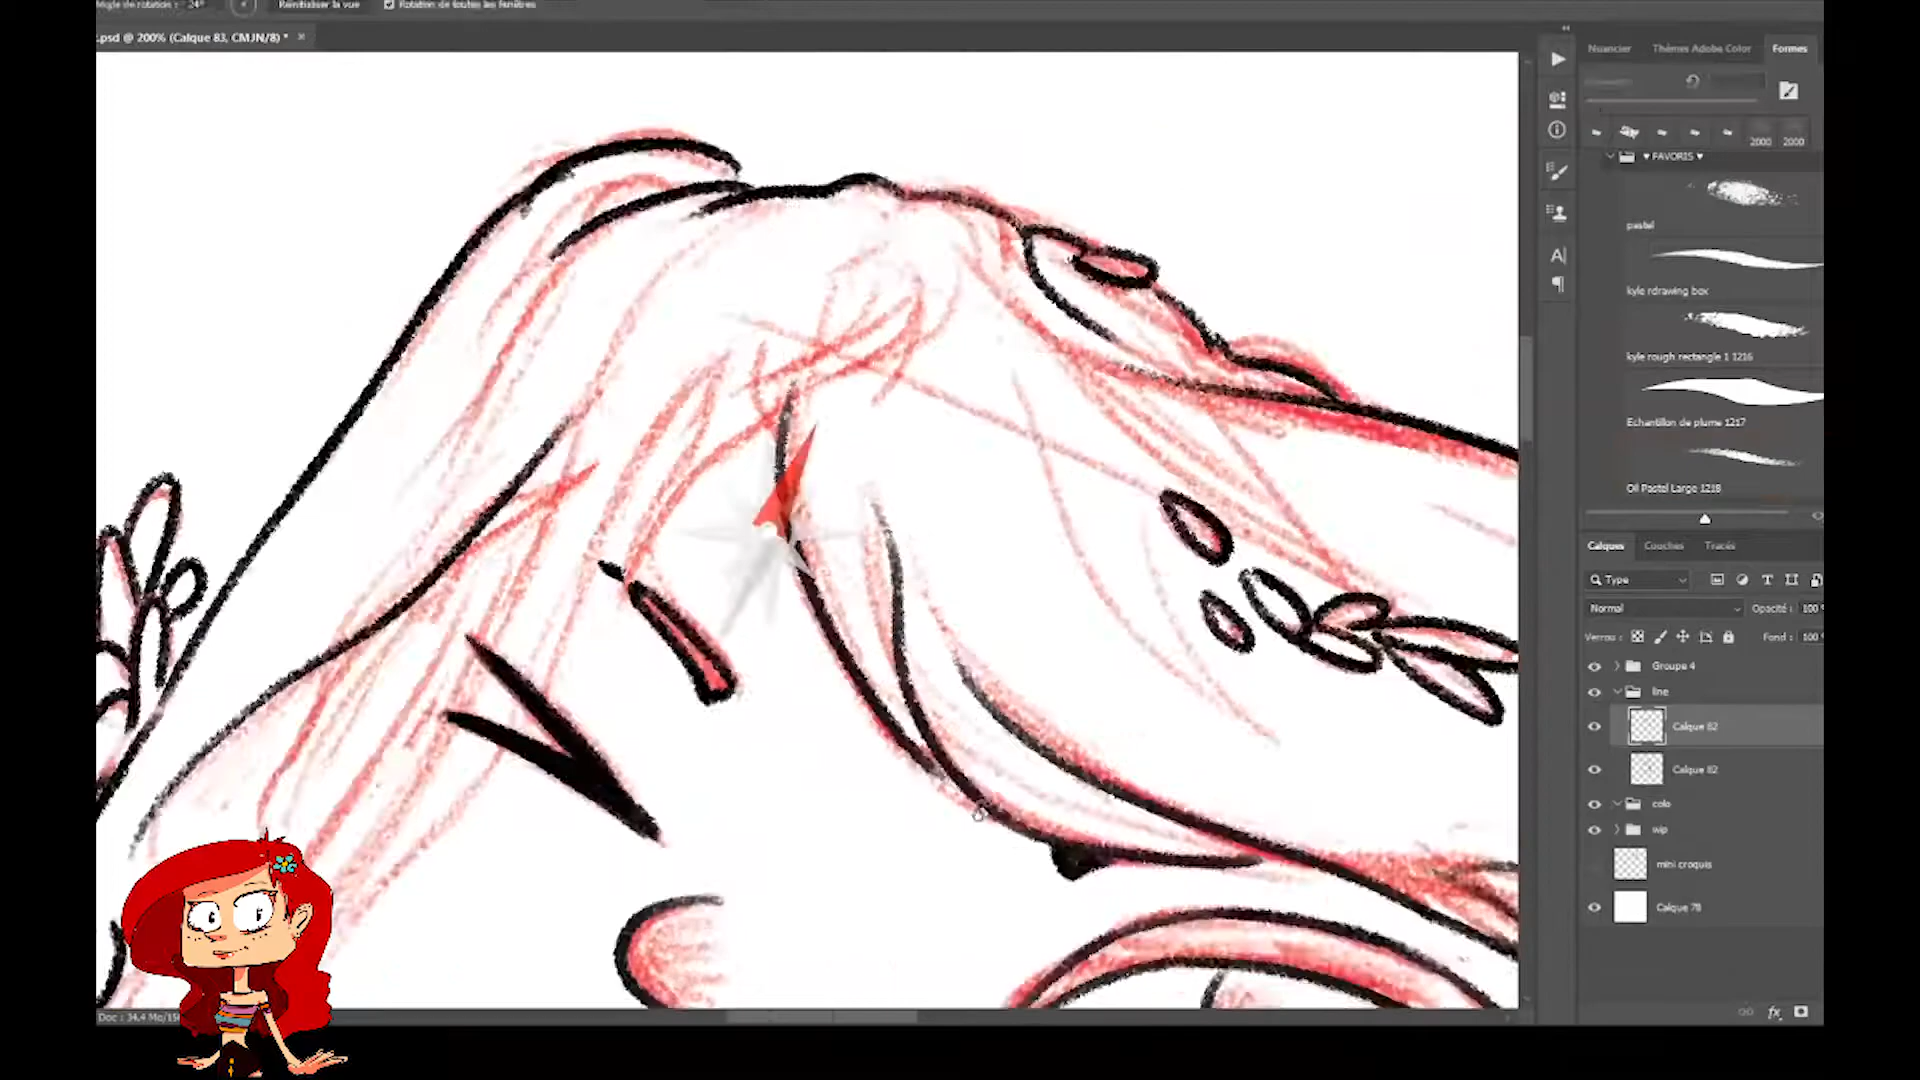 Angle de rotation : 24° Réinitialiser la vue Rotation de toutes les fenêtres
.psd @ 200% (Calque 83, CMJN/8) * ×
Nuancier Thèmes Adobe Color Formes
2000 2000
♥ FAVORIS ♥
pastel
kyle rdrawing box
kyle rough rectangle 1 1216
Echantillon de plume 1217
Oil Pastel Large 1218
Calques Couches Tracés
Type
Normal Opacité : 100
Verrou : Fond : 100
Groupe 4
line
Calque 82
Calque 82
colo
wip
mini croquis
Calque 78
fx
Doc : 34.4 Mo/